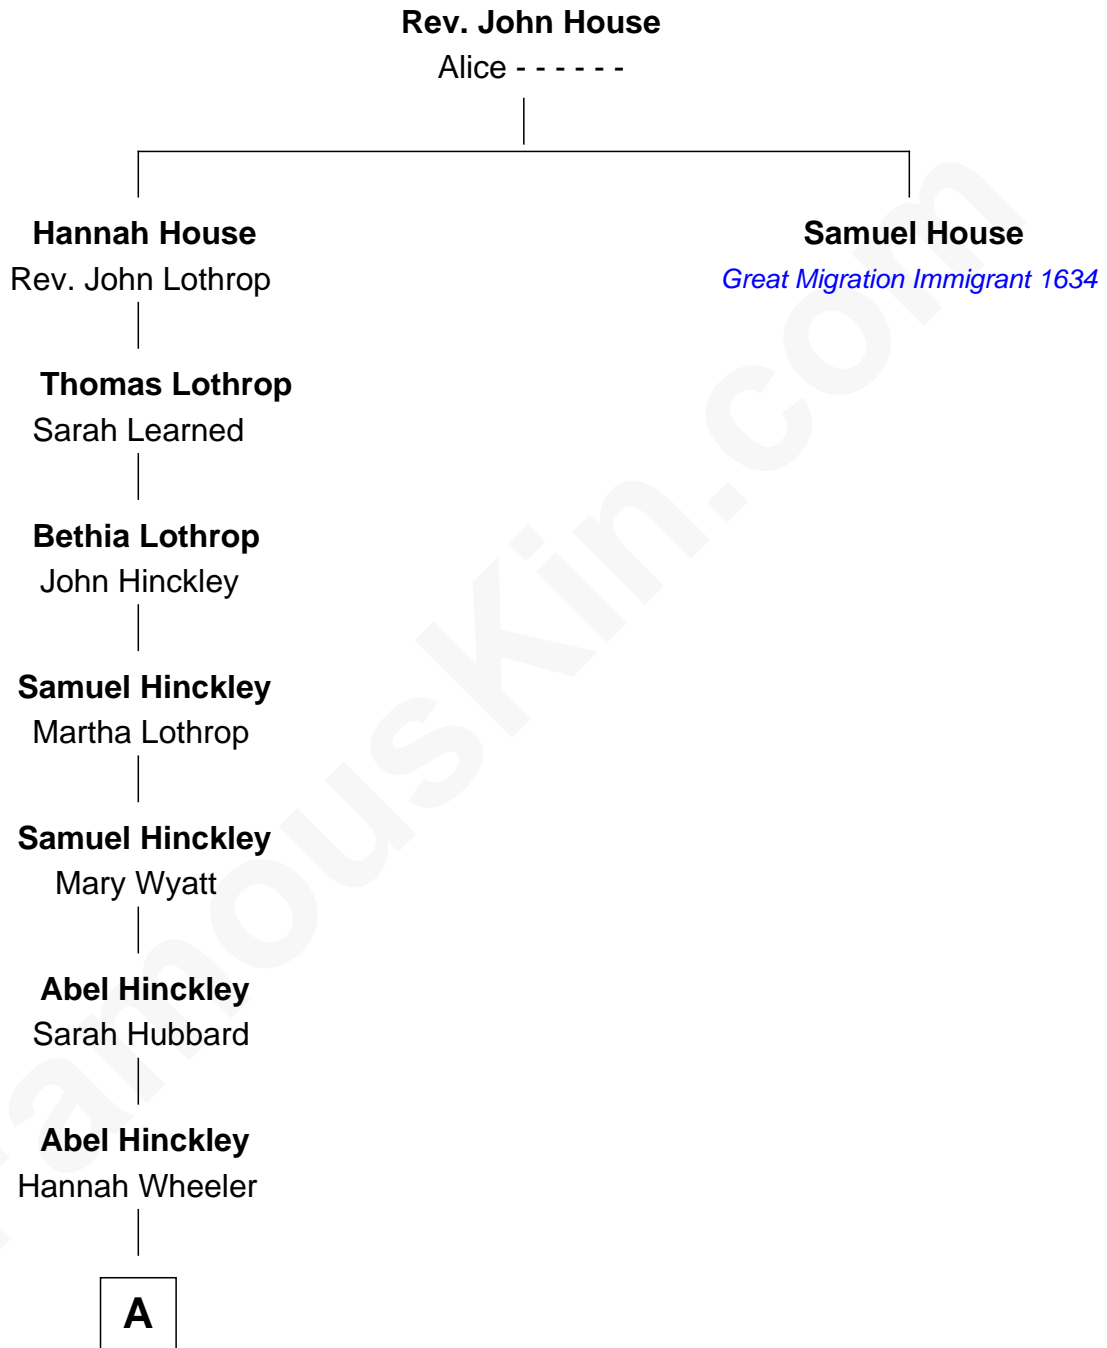 Rev. John House
Alice - - - - - -
Hannah House
Samuel House
Rev. John Lothrop
Great Migration Immigrant 1634
Thomas Lothrop
Sarah Learned
Bethia Lothrop
John Hinckley
Samuel Hinckley
Martha Lothrop
Samuel Hinckley
Mary Wyatt
Abel Hinckley
Sarah Hubbard
Abel Hinckley
Hannah Wheeler
A
FamousKin.com